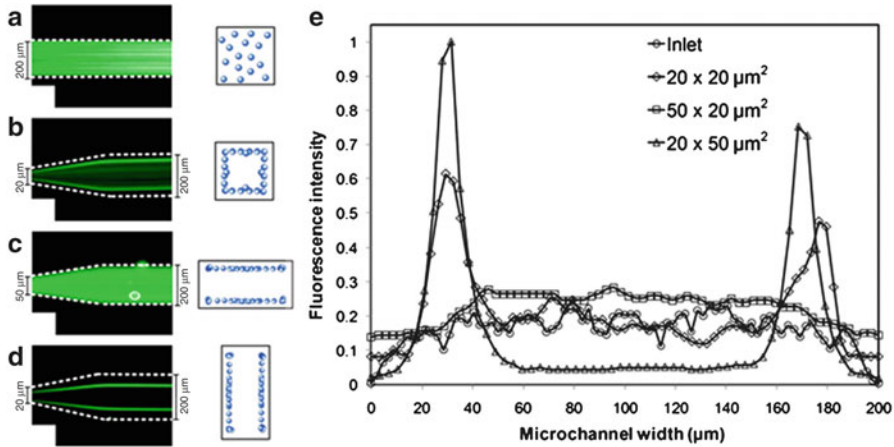 a
200 µm
b
20 µm
200 µm
c
50 µm
200 µm
d
20 µm
200 µm
e
Fluorescence intensity
1
0.9
0.8
0.7
0.6
0.5
0.4
0.3
0.2
0.1
0
Inlet
20 x 20 µm²
50 x 20 µm²
20 x 50 µm²
0 20 40 60 80 100 120 140 160 180 200
Microchannel width (µm)